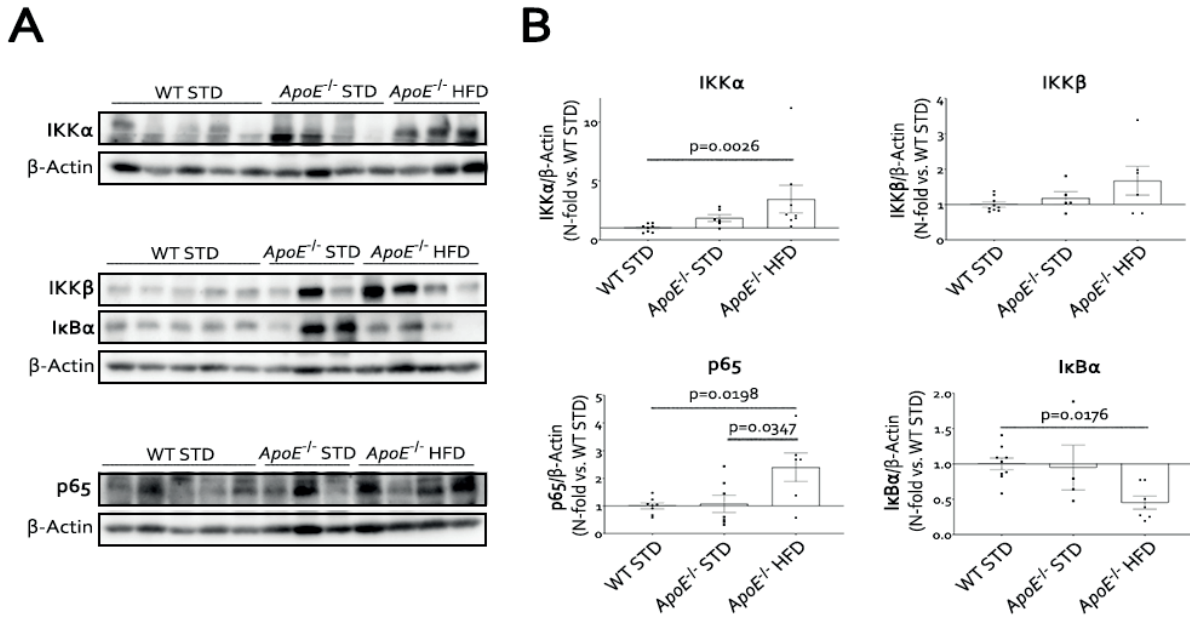 A
B
WT STD ApoE-/- STD ApoE-/- HFD
IKKα
β-Actin
WT STD ApoE-/- STD ApoE-/- HFD
IKKβ
IκBα
β-Actin
WT STD ApoE-/- STD ApoE-/- HFD
p65
β-Actin
IKKα
IKKα/β-Actin
(N-fold vs. WT STD)
10
5
0
p=0.0026
WT STD
ApoE-/- STD
ApoE-/- HFD
IKKβ
IKKβ/β-Actin
(N-fold vs. WT STD)
4
3
2
1
0
WT STD
ApoE-/- STD
ApoE-/- HFD
p65
p65/β-Actin
(N-fold vs. WT STD)
5
4
3
2
1
0
p=0.0198
p=0.0347
WT STD
ApoE-/- STD
ApoE-/- HFD
IκBα
IκBα/β-Actin
(N-fold vs. WT STD)
2.0
1.5
1.0
0.5
0.0
p=0.0176
WT STD
ApoE-/- STD
ApoE-/- HFD